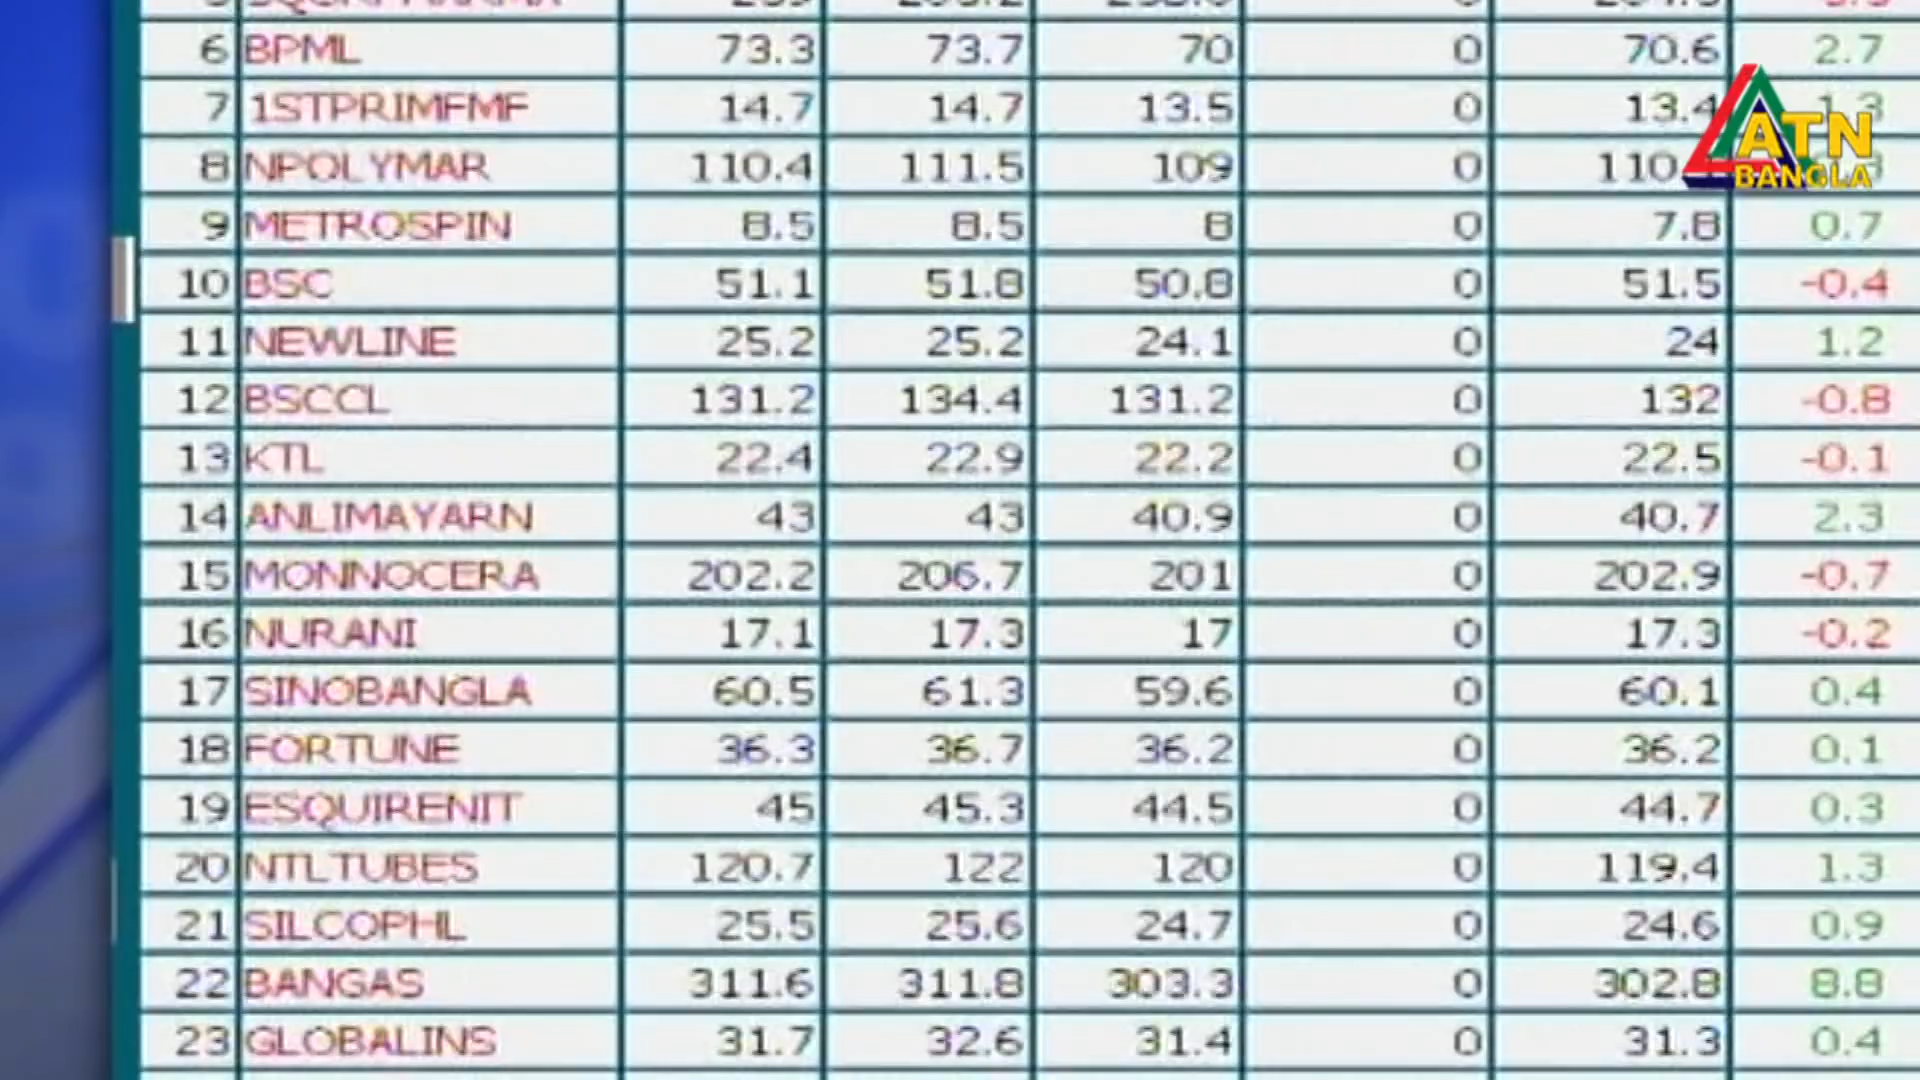 6 BPML 73.3 73.7 70 0 70.6 2.7
7 1STPRIMFMF 14.7 14.7 13.5 0 13.4 1.3
8 NPOLYMAR 110.4 111.5 109 0
9 METROSPIN 8.5 8.5 8 0 7.8 0.7
10 BSC 51.1 51.8 50.8 0 51.5 -0.4
11 NEWLINE 25.2 25.2 24.1 0 24 1.2
12 BSCCL 131.2 134.4 131.2 0 132 -0.8
13 KTL 22.4 22.9 22.2 0 22.5 -0.1
14 ANLIMAYARN 43 43 40.9 0 40.7 2.3
15 MONNOCERA 202.2 206.7 201 0 202.9 -0.7
16 NURANI 17.1 17.3 17 0 17.3 -0.2
17 SINOBANGLA 60.5 61.3 59.6 0 60.1 0.4
18 FORTUNE 36.3 36.7 36.2 0 36.2 0.1
19 ESQUIRENIT 45 45.3 44.5 0 44.7 0.3
20 NTLTUBES 120.7 122 120 0 119.4 1.3
21 SILCOPHL 25.5 25.6 24.7 0 24.6 0.9
22 BANGAS 311.6 311.8 303.3 0 302.8 8.8
23 GLOBALINS 31.7 32.6 31.4 0 31.3 0.4
ATN
BANGLA